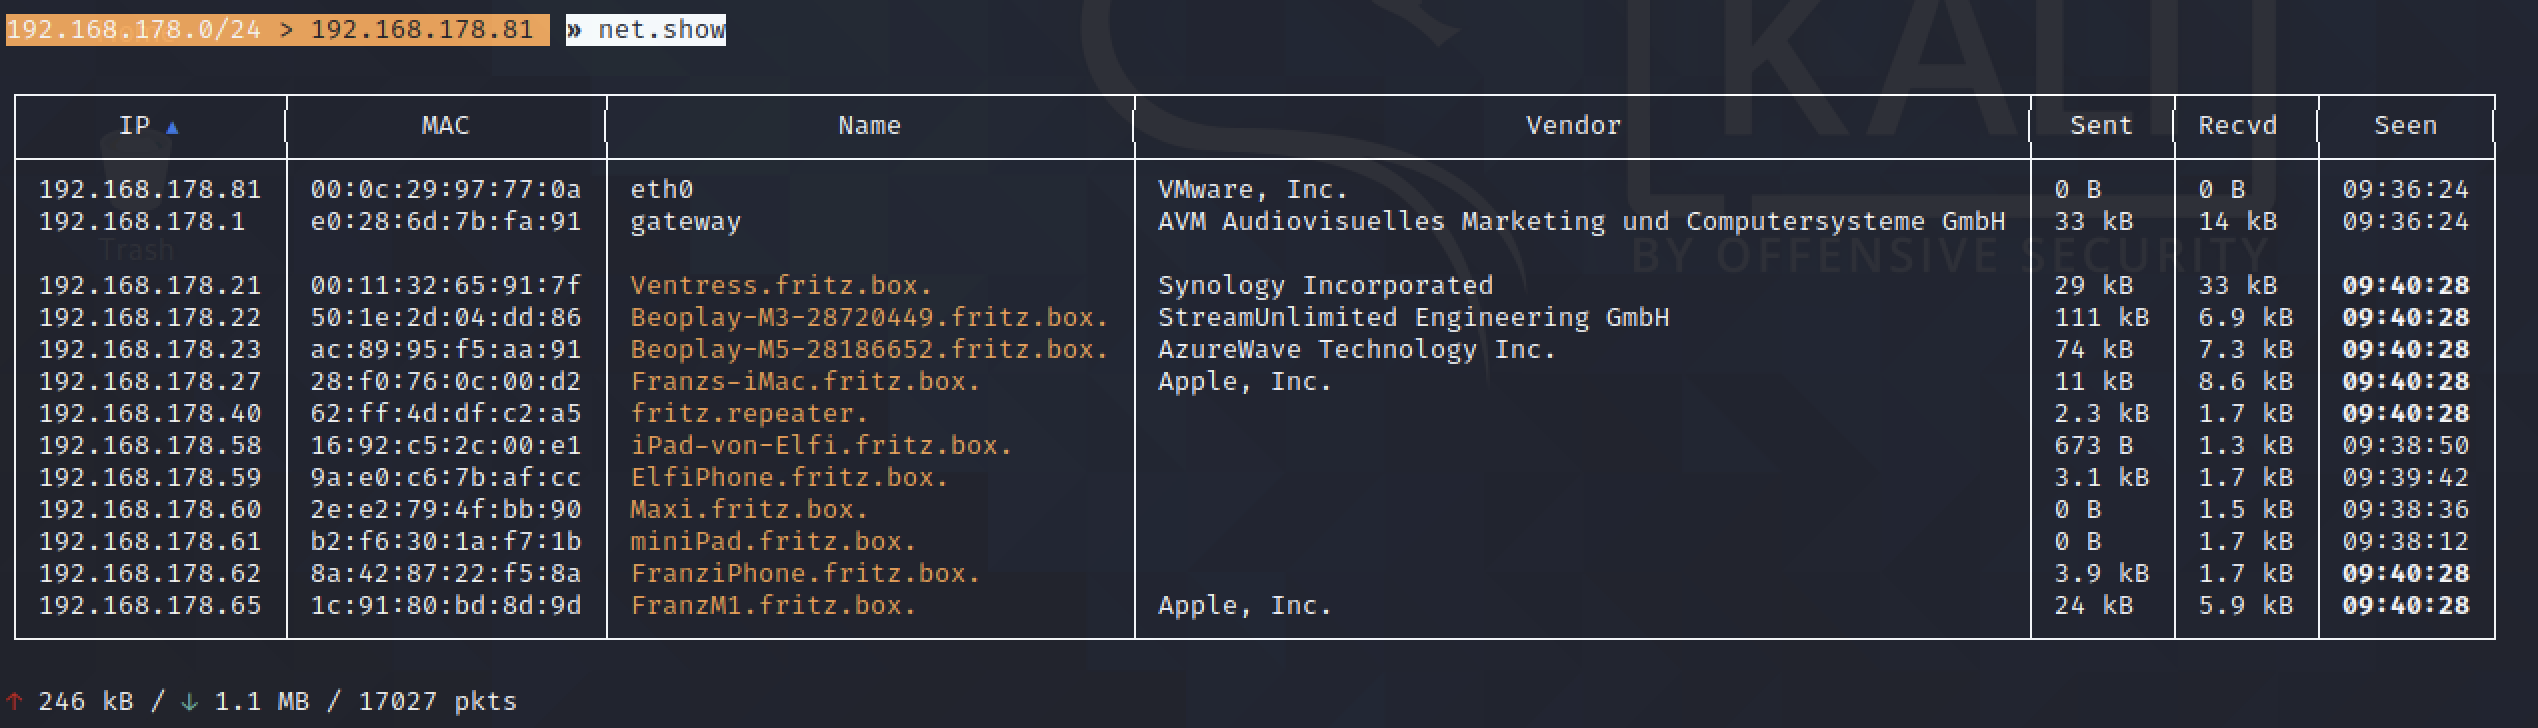 192.168.178.0/24 > 192.168.178.81 » net.show
IP ▲ MAC Name Vendor Sent Recvd Seen
192.168.178.81 00:0c:29:97:77:0a eth0 VMware, Inc. 0 B 0 B 09:36:24
192.168.178.1 e0:28:6d:7b:fa:91 gateway AVM Audiovisuelles Marketing und Computersysteme GmbH 33 kB 14 kB 09:36:24
192.168.178.21 00:11:32:65:91:7f Ventress.fritz.box. Synology Incorporated 29 kB 33 kB 09:40:28
192.168.178.22 50:1e:2d:04:dd:86 Beoplay-M3-28720449.fritz.box. StreamUnlimited Engineering GmbH 111 kB 6.9 kB 09:40:28
192.168.178.23 ac:89:95:f5:aa:91 Beoplay-M5-28186652.fritz.box. AzureWave Technology Inc. 74 kB 7.3 kB 09:40:28
192.168.178.27 28:f0:76:0c:00:d2 Franzs-iMac.fritz.box. Apple, Inc. 11 kB 8.6 kB 09:40:28
192.168.178.40 62:ff:4d:df:c2:a5 fritz.repeater. 2.3 kB 1.7 kB 09:40:28
192.168.178.58 16:92:c5:2c:00:e1 iPad-von-Elfi.fritz.box. 673 B 1.3 kB 09:38:50
192.168.178.59 9a:e0:c6:7b:af:cc ElfiPhone.fritz.box. 3.1 kB 1.7 kB 09:39:42
192.168.178.60 2e:e2:79:4f:bb:90 Maxi.fritz.box. 0 B 1.5 kB 09:38:36
192.168.178.61 b2:f6:30:1a:f7:1b miniPad.fritz.box. 0 B 1.7 kB 09:38:12
192.168.178.62 8a:42:87:22:f5:8a FranziPhone.fritz.box. 3.9 kB 1.7 kB 09:40:28
192.168.178.65 1c:91:80:bd:8d:9d FranzM1.fritz.box. Apple, Inc. 24 kB 5.9 kB 09:40:28
↑ 246 kB / ↓ 1.1 MB / 17027 pkts
KALI
BY OFFENSIVE SECURITY
Trash